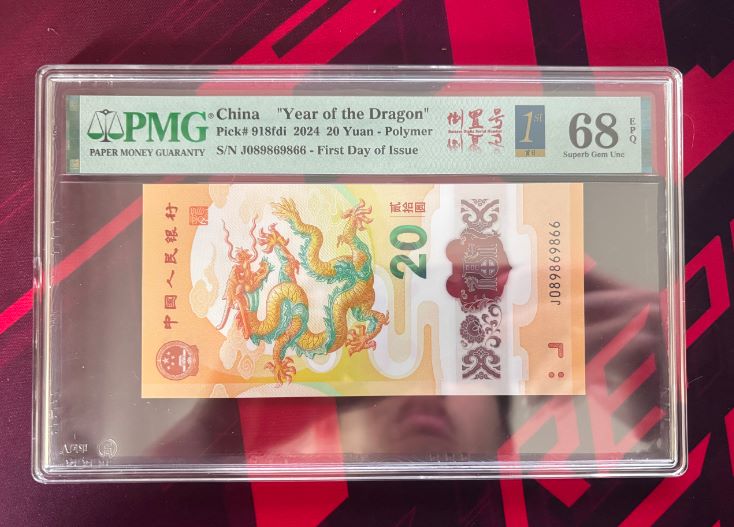 PMG® China "Year of the Dragon"
Pick# 918fdi 2024 20 Yuan - Polymer
PAPER MONEY GUARANTY
S/N J089869866 - First Day of Issue
倒置号
1st
68 EPQ
Superb Gem Unc
中国人民银行
贰拾圆
20
J089869866